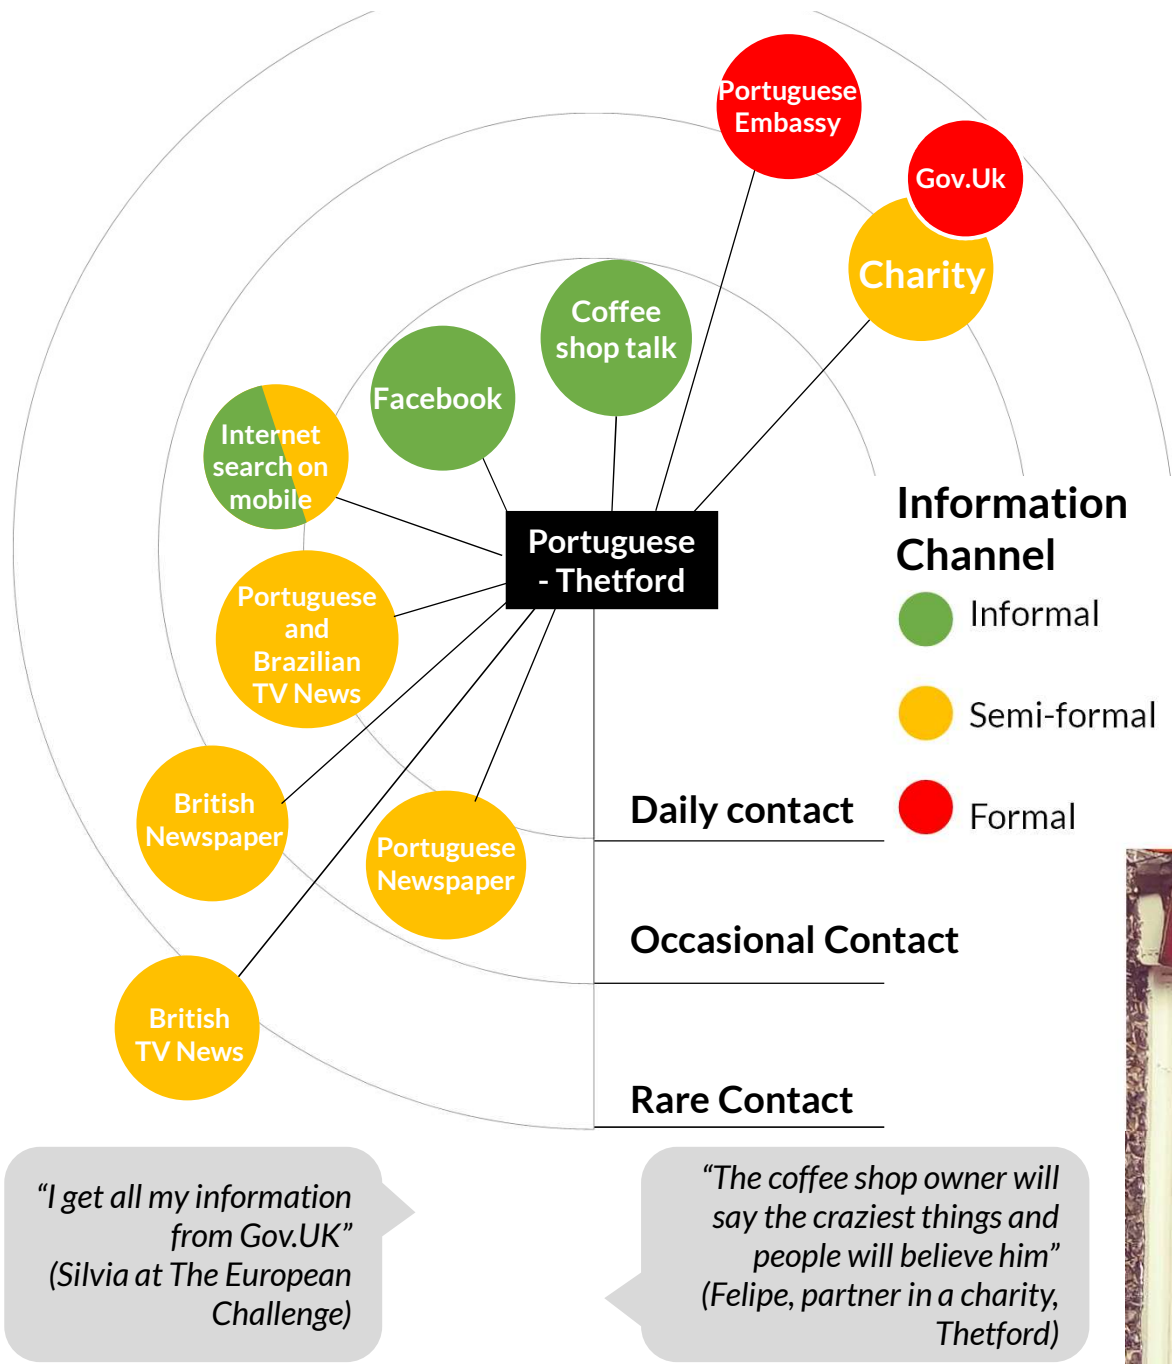 Portuguese
Embassy
Gov.Uk
Charity
Coffee
shop talk
Facebook
Internet
search on
mobile
Portuguese
- Thetford
Portuguese
and
Brazilian
TV News
British
Newspaper
Portuguese
Newspaper
British
TV News
Information
Channel
Informal
Semi-formal
Formal
Daily contact
Occasional Contact
Rare Contact
“I get all my information
from Gov.UK”
(Silvia at The European
Challenge)
“The coffee shop owner will
say the craziest things and
people will believe him”
(Felipe, partner in a charity,
Thetford)